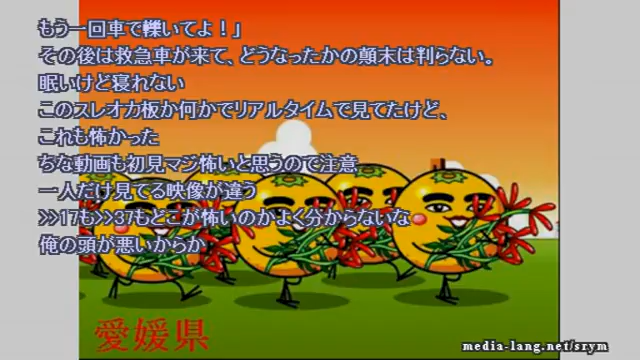 もう一回車で轢いてよ!」
その後は救急車が来て、どうなったかの顛末は判らない。
眠いけど寝れない
このスレオカ板か何かでリアルタイムで見てたけど、
これも怖かった
ちな動画も初見マジ怖いと思うので注意
一人だけ見てる映像が違う
>>17も>>37もどこが怖いのかよく分からないな
俺の頭が悪いからか
愛媛県
media-lang.net/srym